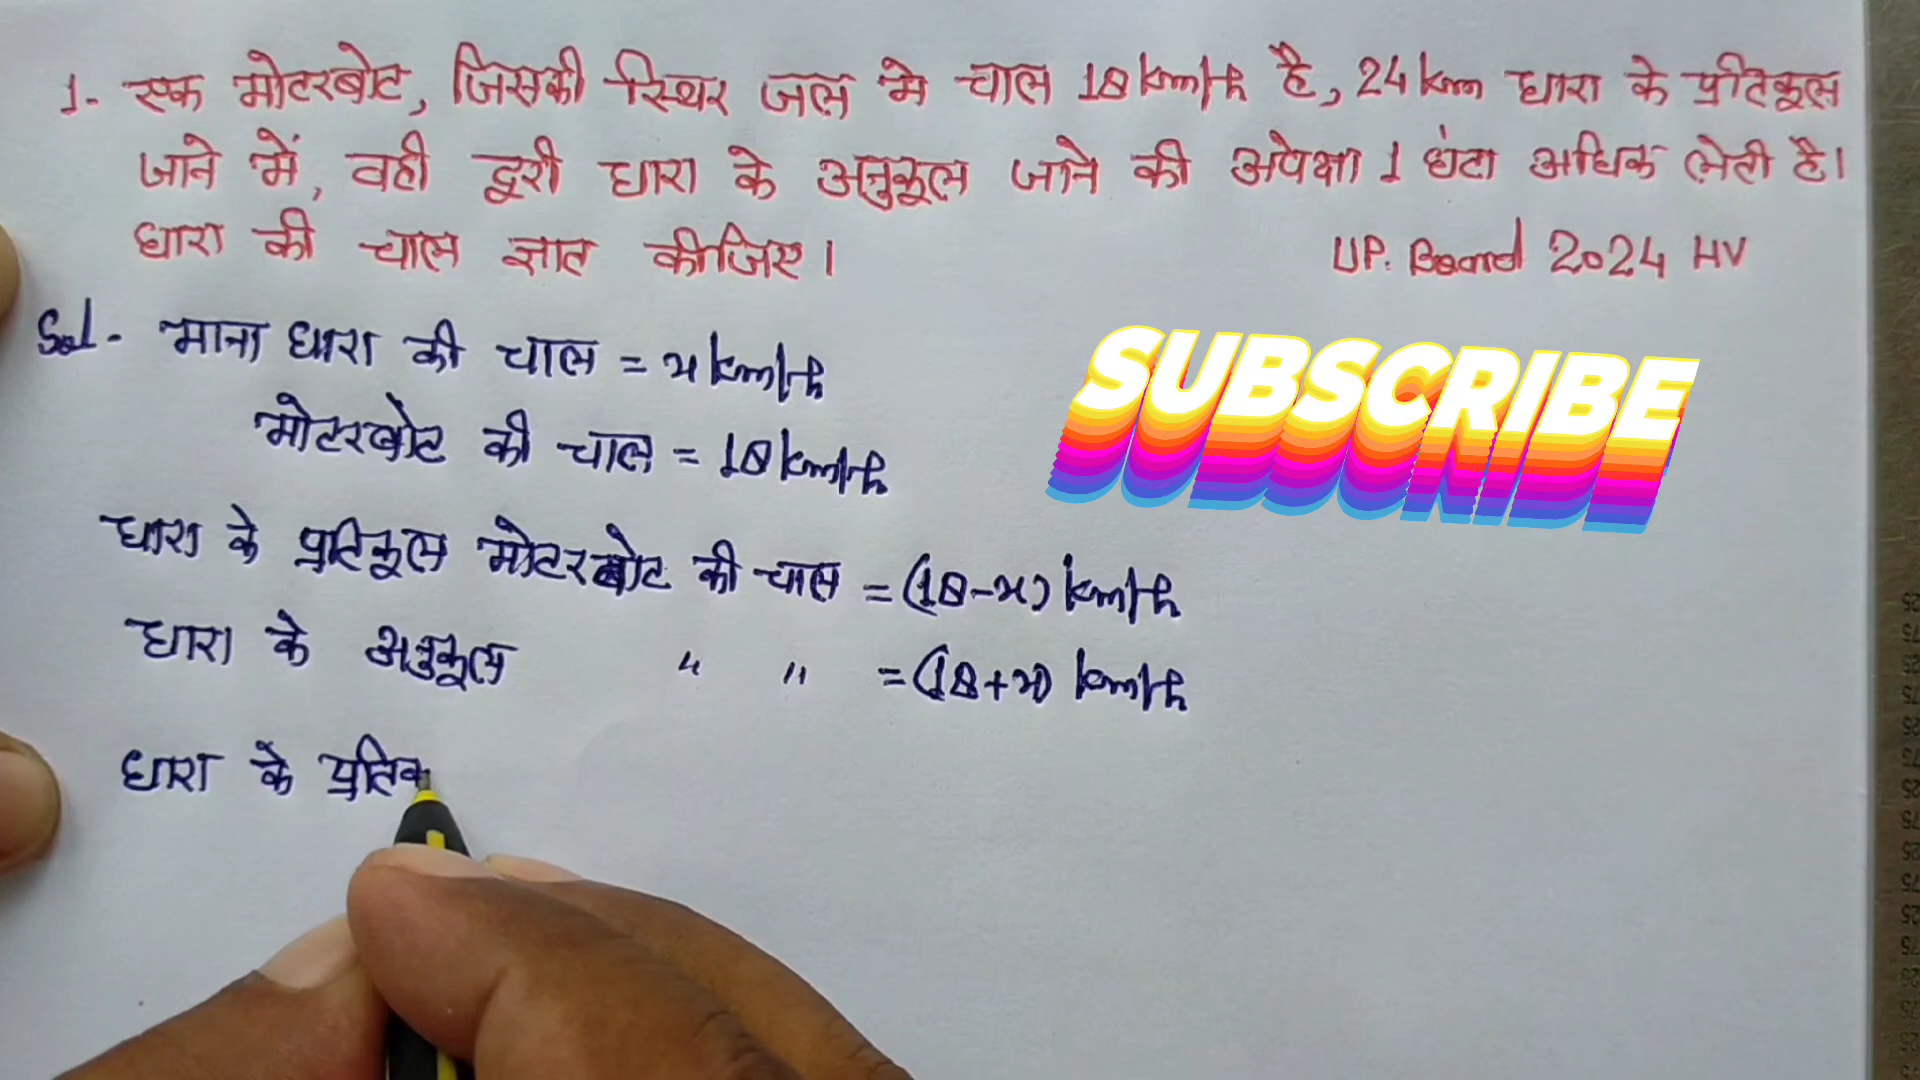 1. एक मोटरबोट, जिसकी स्थिर जल मे चाल 18 km/h है, 24 km धारा के प्रतिकूल
जाने में, वही दूरी धारा के अनुकूल जाने की अपेक्षा 1 घंटा अधिक लेती है।
धारा की चाल ज्ञात कीजिए।
UP. Board 2024 HV
Sol- माना धारा की चाल = x km/h
SUBSCRIBE
मोटरबोट की चाल = 18 km/h
धारा के प्रतिकूल मोटरबोट की चाल = (18-x) km/h
धारा के अनुकूल " " = (18+x) km/h
धारा के प्रतिक